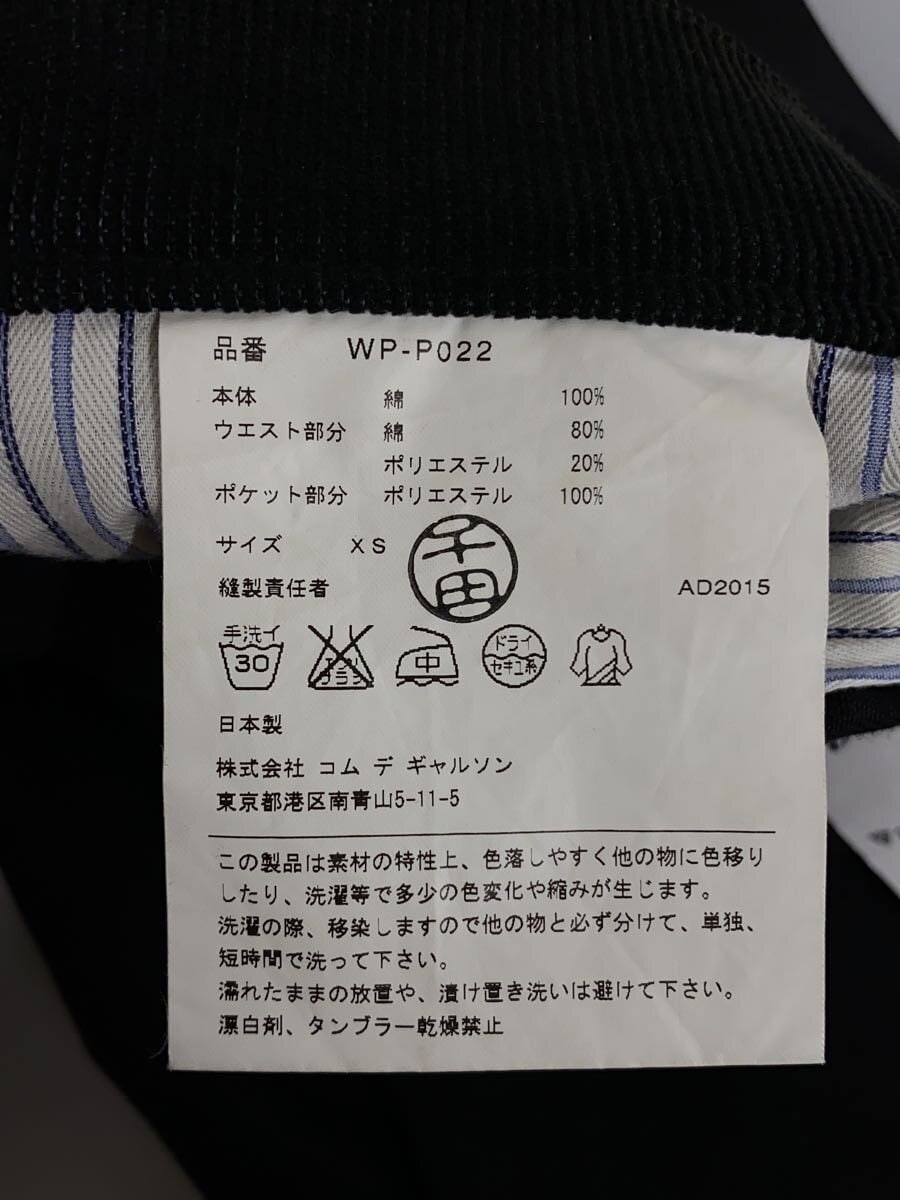 品番 WP-P022
本体 綿 100%
ウエスト部分 綿 80%
ポリエステル 20%
ポケット部分 ポリエステル 100%
サイズ XS
千田
縫製責任者 AD2015
手洗イ 30
エンソ サラシ
中
ドライ セキユ系
日本製
株式会社 コム デ ギャルソン
東京都港区南青山5-11-5
この製品は素材の特性上、色落しやすく他の物に色移り
したり、洗濯等で多少の色変化や縮みが生じます。
洗濯の際、移染しますので他の物と必ず分けて、単独、
短時間で洗って下さい。
濡れたままの放置や、漬け置き洗いは避けて下さい。
漂白剤、タンブラー乾燥禁止